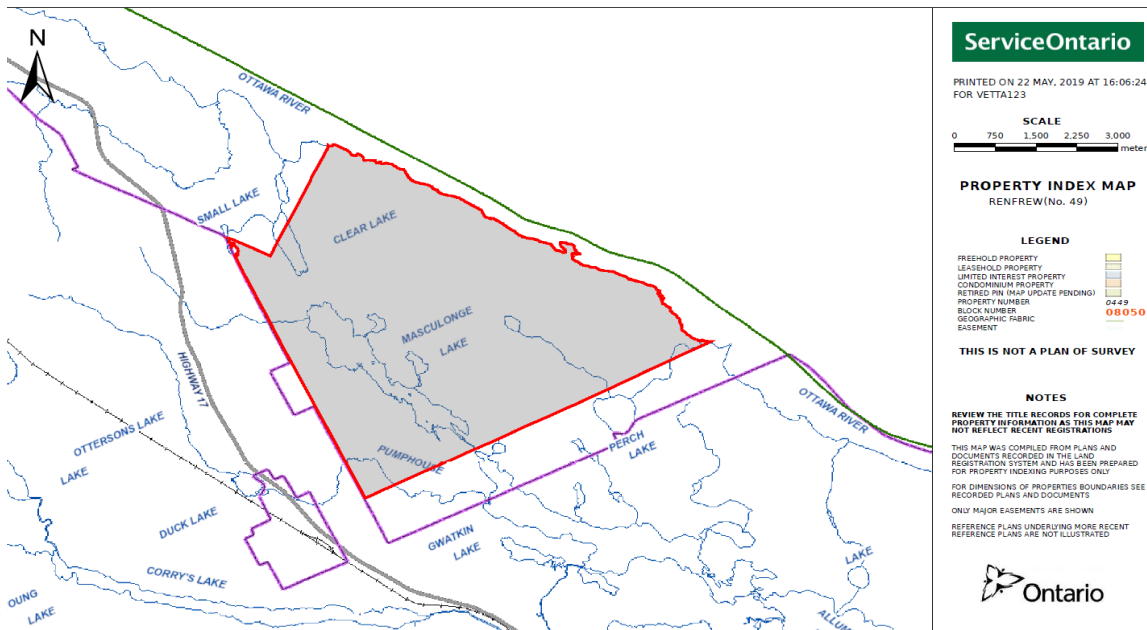 N
OTTAWA RIVER
SMALL LAKE
CLEAR LAKE
MASCULONGE
LAKE
HIGHWAY 17
OTTERSONS LAKE
LAKE
PUMPHOUSE
PERCH
LAKE
OTTAWA RIVER
DUCK LAKE
GWATKIN
LAKE
CORRY'S LAKE
OUNG
LAKE
LAKE
ALLUM
ServiceOntario
PRINTED ON 22 MAY, 2019 AT 16:06:24
FOR VETTA123
SCALE
0 750 1,500 2,250 3,000
meter
PROPERTY INDEX MAP
RENFREW(No. 49)
LEGEND
FREEHOLD PROPERTY
LEASEHOLD PROPERTY
LIMITED INTEREST PROPERTY
CONDOMINIUM PROPERTY
RETIRED PIN (MAP UPDATE PENDING)
PROPERTY NUMBER 0449
BLOCK NUMBER 08050
GEOGRAPHIC FABRIC
EASEMENT
THIS IS NOT A PLAN OF SURVEY
NOTES
REVIEW THE TITLE RECORDS FOR COMPLETE
PROPERTY INFORMATION AS THIS MAP MAY
NOT REFLECT RECENT REGISTRATIONS
THIS MAP WAS COMPILED FROM PLANS AND
DOCUMENTS RECORDED IN THE LAND
REGISTRATION SYSTEM AND HAS BEEN PREPARED
FOR PROPERTY INDEXING PURPOSES ONLY
FOR DIMENSIONS OF PROPERTIES BOUNDARIES SEE
RECORDED PLANS AND DOCUMENTS
ONLY MAJOR EASEMENTS ARE SHOWN
REFERENCE PLANS UNDERLYING MORE RECENT
REFERENCE PLANS ARE NOT ILLUSTRATED
Ontario